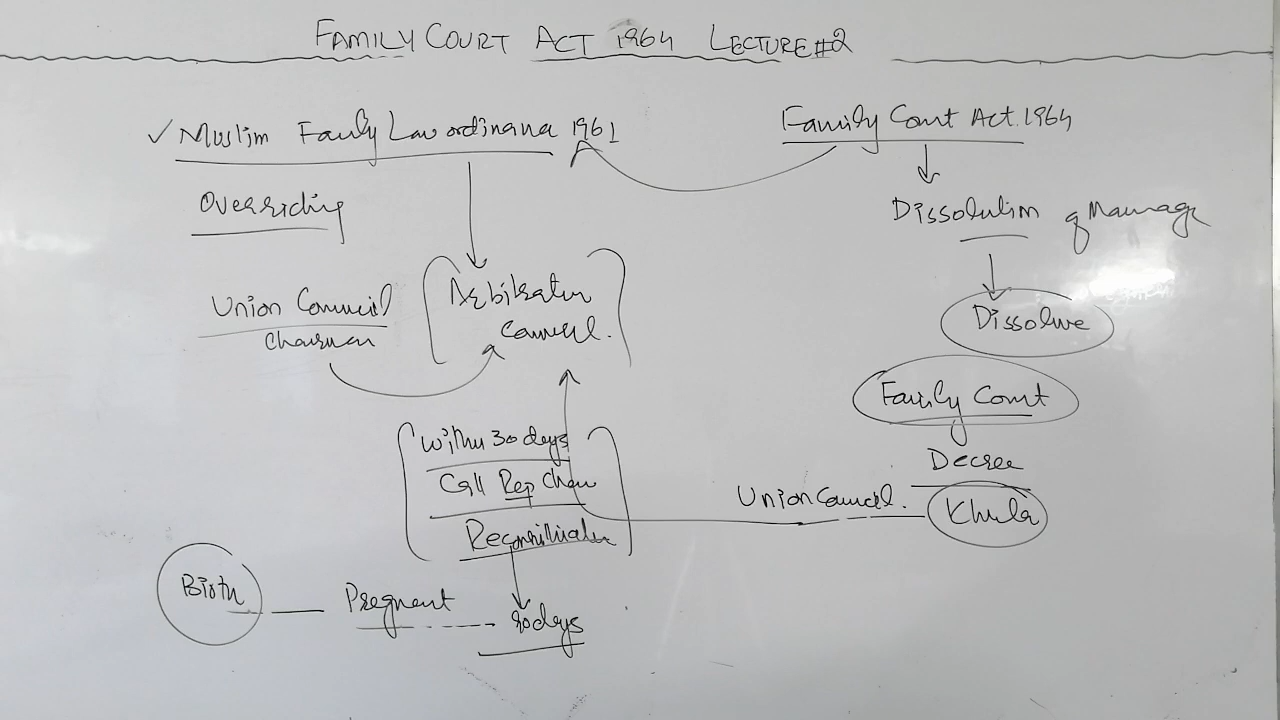 FAMILY COURT ACT 1964 LECTURE #2
✓ Muslim Family Law ordinance 1961
Overriding
Arbitration
Council.
Union Council
Chairman
within 30 days
Call Rep Chair
Reconciliation
Birth — Pregnant --- 90 days
Family Court Act. 1964
Dissolution of Marriage
Dissolve
Family Court
Decree
Union Council. Khula